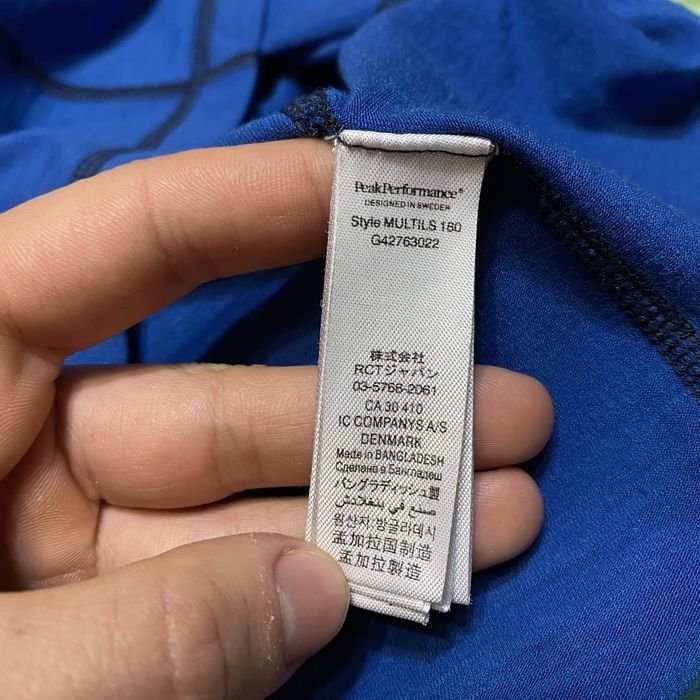 PeakPerformance®
DESIGNED IN SWEDEN
Style MULTILS 180
G42763022
株式会社
RCTジャパン
03-5768-2061
CA 30 410
IC COMPANYS A/S
DENMARK
Made in BANGLADESH
Сделано в Бангладеш
バングラディッシュ製
صنع في بنغلادش
원산지: 방글라데시
孟加拉国制造
孟加拉製造